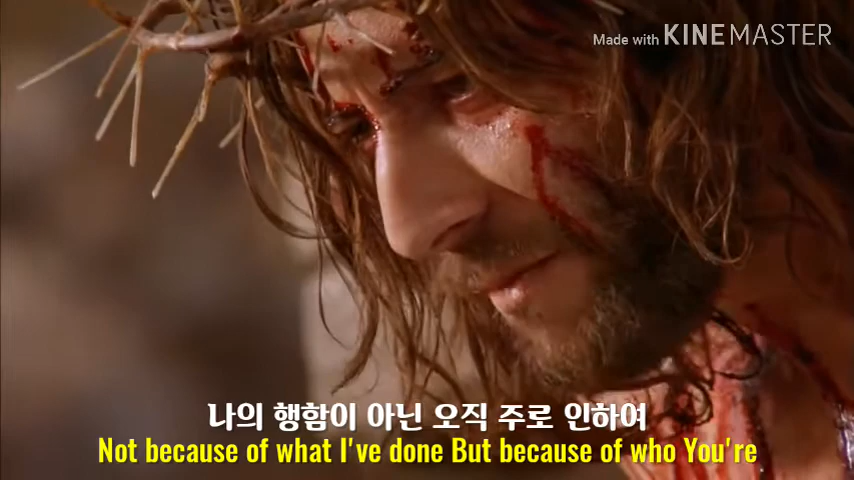 Made with KINEMASTER
나의 행함이 아닌 오직 주로 인하여
Not because of what I've done But because of who You're